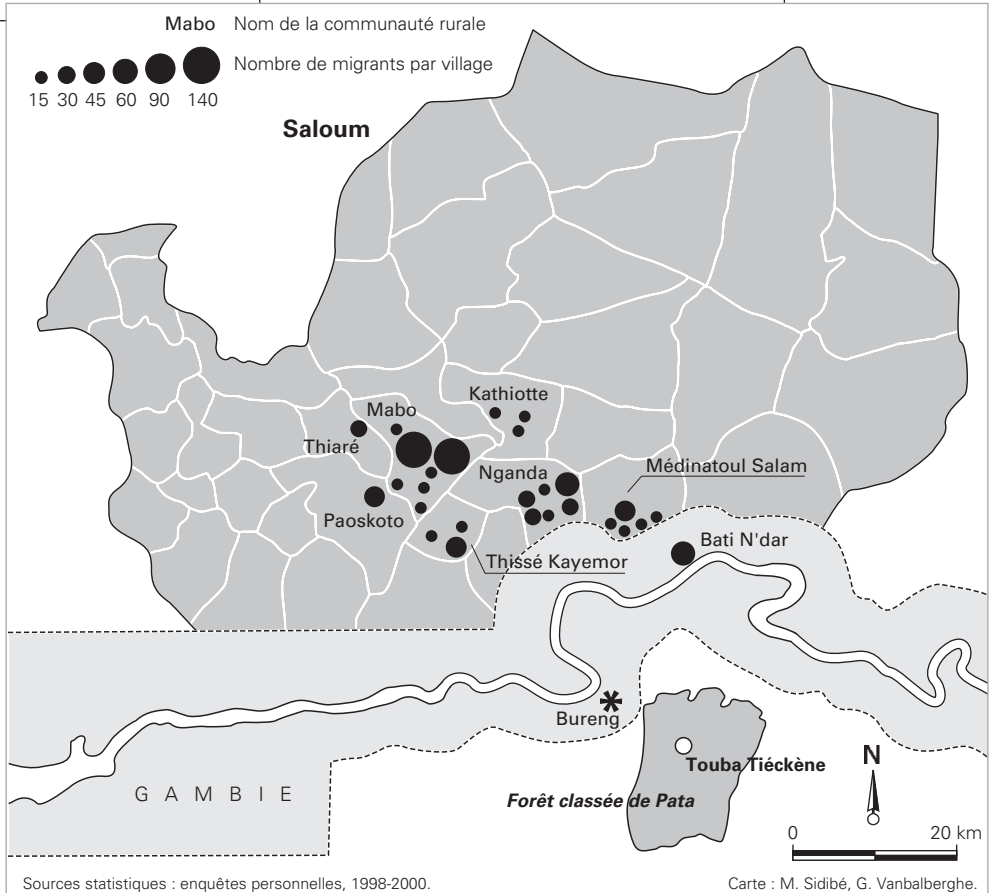 Mabo Nom de la communauté rurale
Nombre de migrants par village
15 30 45 60 90 140
Saloum
Kathiotte
Mabo
Thiaré
Nganda
Médinatoul Salam
Paoskoto
Bati N'dar
Thissé Kayemor
Bureng
N
Touba Tiéckène
GAMBIE
Forêt classée de Pata
0 20 km
Sources statistiques : enquêtes personnelles, 1998-2000.
Carte : M. Sidibé, G. Vanbalberghe.